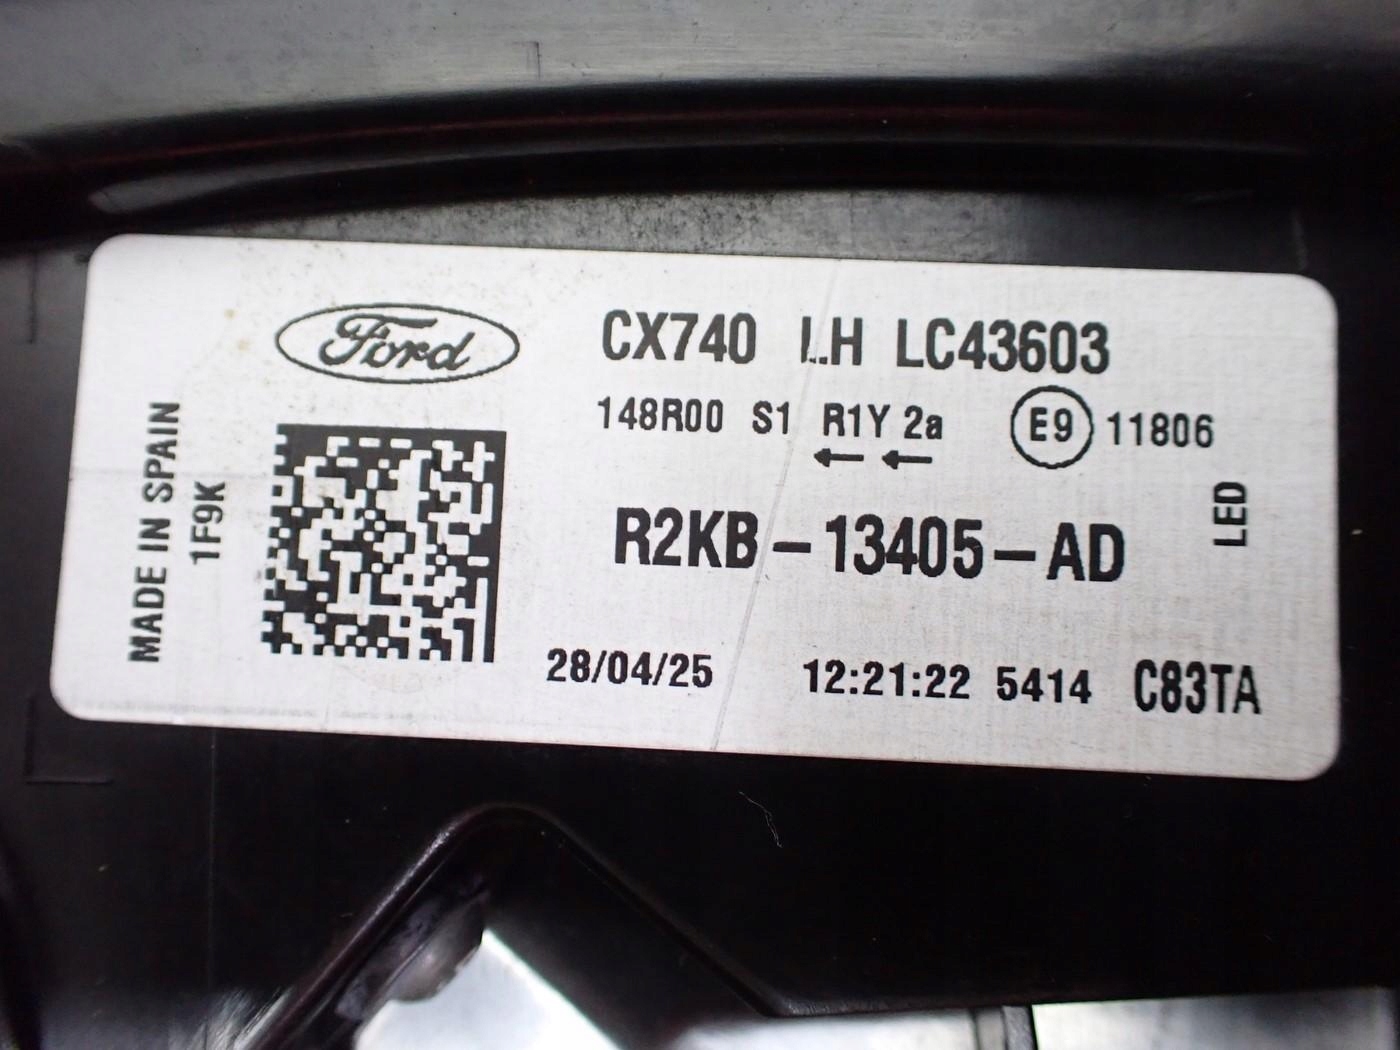 Ford
CX740 LH LC43603
148R00 S1 R1Y 2a E9 11806
←←
R2KB-13405-AD
LED
28/04/25 12:21:22 5414 C83TA
MADE IN SPAIN
1F9K